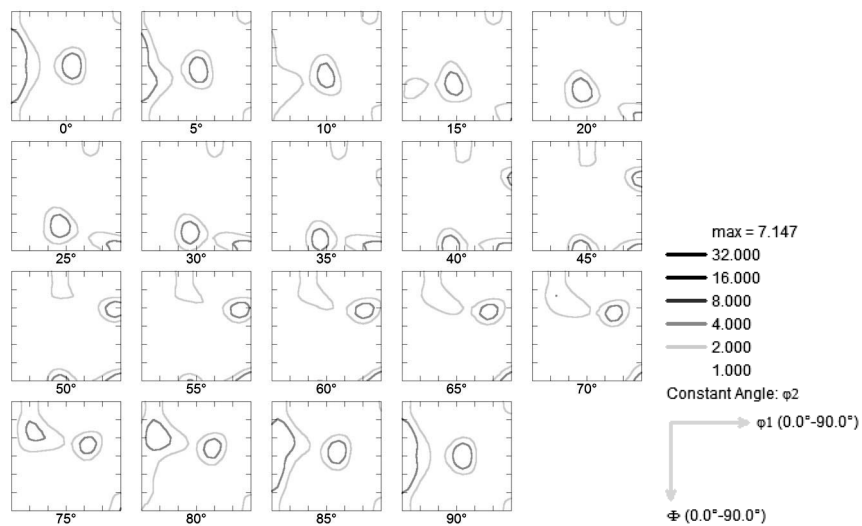 0° 5° 10° 15° 20°
25° 30° 35° 40° 45°
max = 7.147
32.000
16.000
8.000
4.000
2.000
1.000
50° 55° 60° 65° 70°
Constant Angle: φ2
φ1 (0.0°-90.0°)
75° 80° 85° 90°
Φ (0.0°-90.0°)